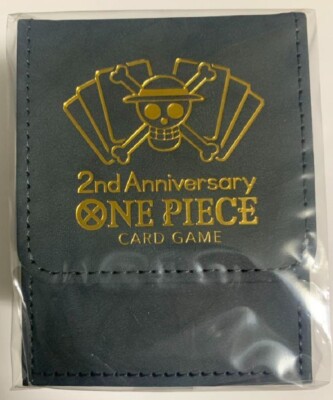 2nd Anniversary
ONE PIECE
CARD GAME